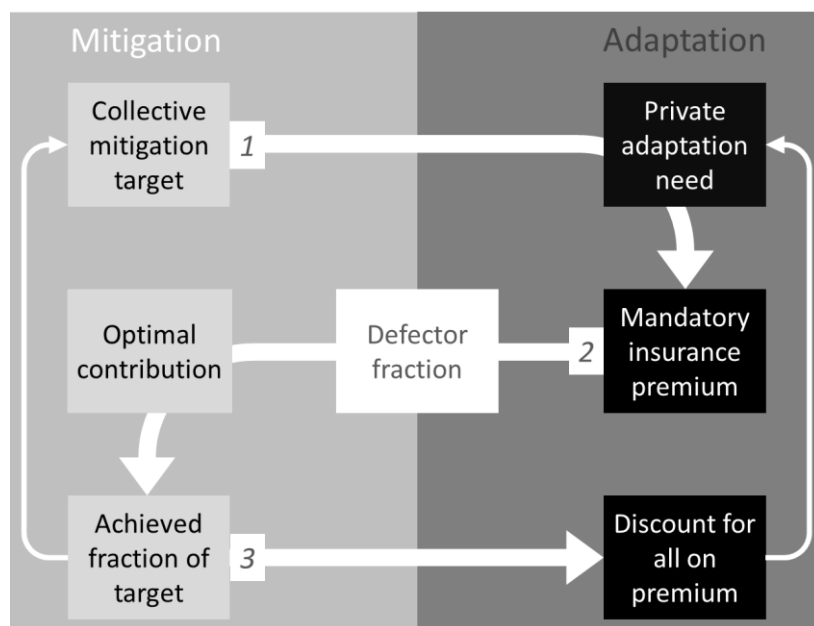 Mitigation
Adaptation
Collective
mitigation
target
1
Private
adaptation
need
Optimal
contribution
Defector
fraction
2
Mandatory
insurance
premium
Achieved
fraction of
target
3
Discount for
all on
premium